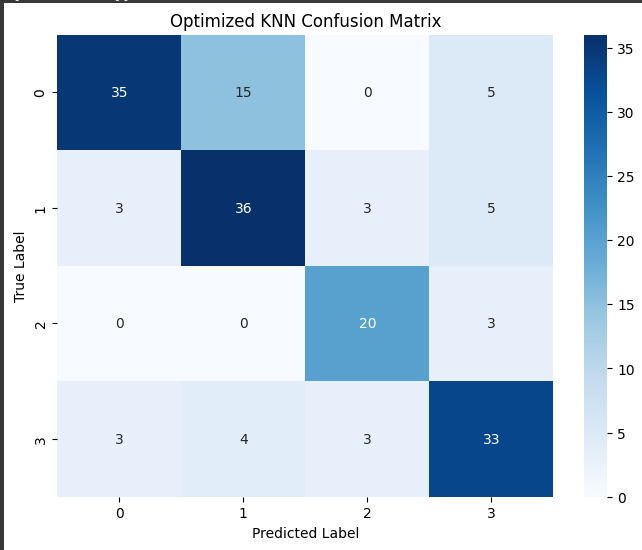 Optimized KNN Confusion Matrix
0 35 15 0 5
1 3 36 3 5
2 0 0 20 3
3 3 4 3 33
0 1 2 3
True Label
Predicted Label
35
30
25
20
15
10
5
0